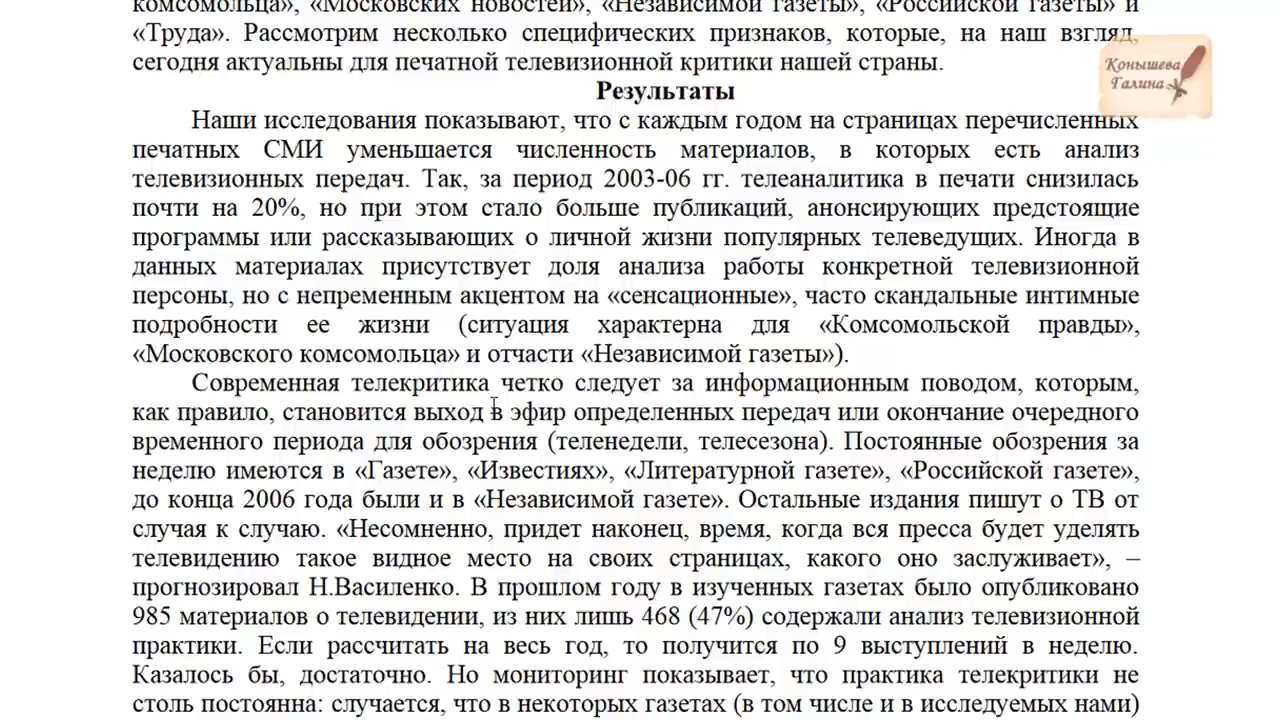 комсомольца», «Московских новостей», «Независимой газеты», «Российской газеты» и
«Труда». Рассмотрим несколько специфических признаков, которые, на наш взгляд,
сегодня актуальны для печатной телевизионной критики нашей страны.
Конышева
Галина
Результаты
Наши исследования показывают, что с каждым годом на страницах перечисленных
печатных СМИ уменьшается численность материалов, в которых есть анализ
телевизионных передач. Так, за период 2003-06 гг. телеаналитика в печати снизилась
почти на 20%, но при этом стало больше публикаций, анонсирующих предстоящие
программы или рассказывающих о личной жизни популярных телеведущих. Иногда в
данных материалах присутствует доля анализа работы конкретной телевизионной
персоны, но с непременным акцентом на «сенсационные», часто скандальные интимные
подробности ее жизни (ситуация характерна для «Комсомольской правды»,
«Московского комсомольца» и отчасти «Независимой газеты»).
Современная телекритика четко следует за информационным поводом, которым,
как правило, становится выход в эфир определенных передач или окончание очередного
временного периода для обозрения (теленедели, телесезона). Постоянные обозрения за
неделю имеются в «Газете», «Известиях», «Литературной газете», «Российской газете»,
до конца 2006 года были и в «Независимой газете». Остальные издания пишут о ТВ от
случая к случаю. «Несомненно, придет наконец, время, когда вся пресса будет уделять
телевидению такое видное место на своих страницах, какого оно заслуживает», –
прогнозировал Н.Василенко. В прошлом году в изученных газетах было опубликовано
985 материалов о телевидении, из них лишь 468 (47%) содержали анализ телевизионной
практики. Если рассчитать на весь год, то получится по 9 выступлений в неделю.
Казалось бы, достаточно. Но мониторинг показывает, что практика телекритики не
столь постоянна: случается, что в некоторых газетах (в том числе и в исследуемых нами)